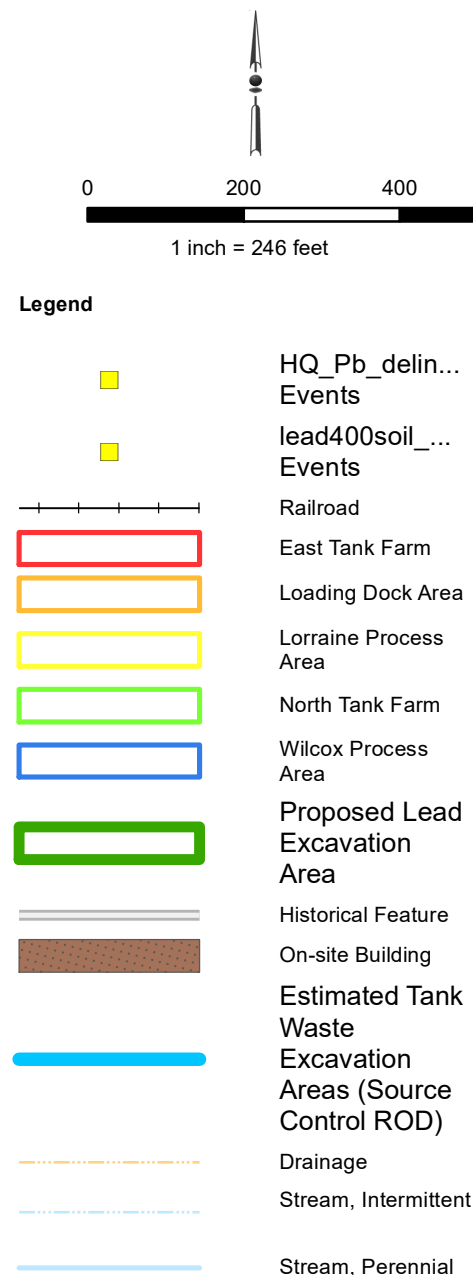 0 200 400
1 inch = 246 feet
Legend
HQ_Pb_delin...
Events
lead400soil_...
Events
Railroad
East Tank Farm
Loading Dock Area
Lorraine Process
Area
North Tank Farm
Wilcox Process
Area
Proposed Lead
Excavation
Area
Historical Feature
On-site Building
Estimated Tank
Waste
Excavation
Areas (Source
Control ROD)
Drainage
Stream, Intermittent
Stream, Perennial